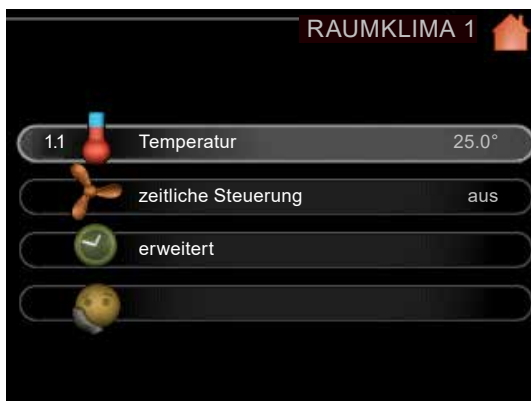 RAUMKLIMA 1
1.1 Temperatur 25.0°
zeitliche Steuerung aus
erweitert